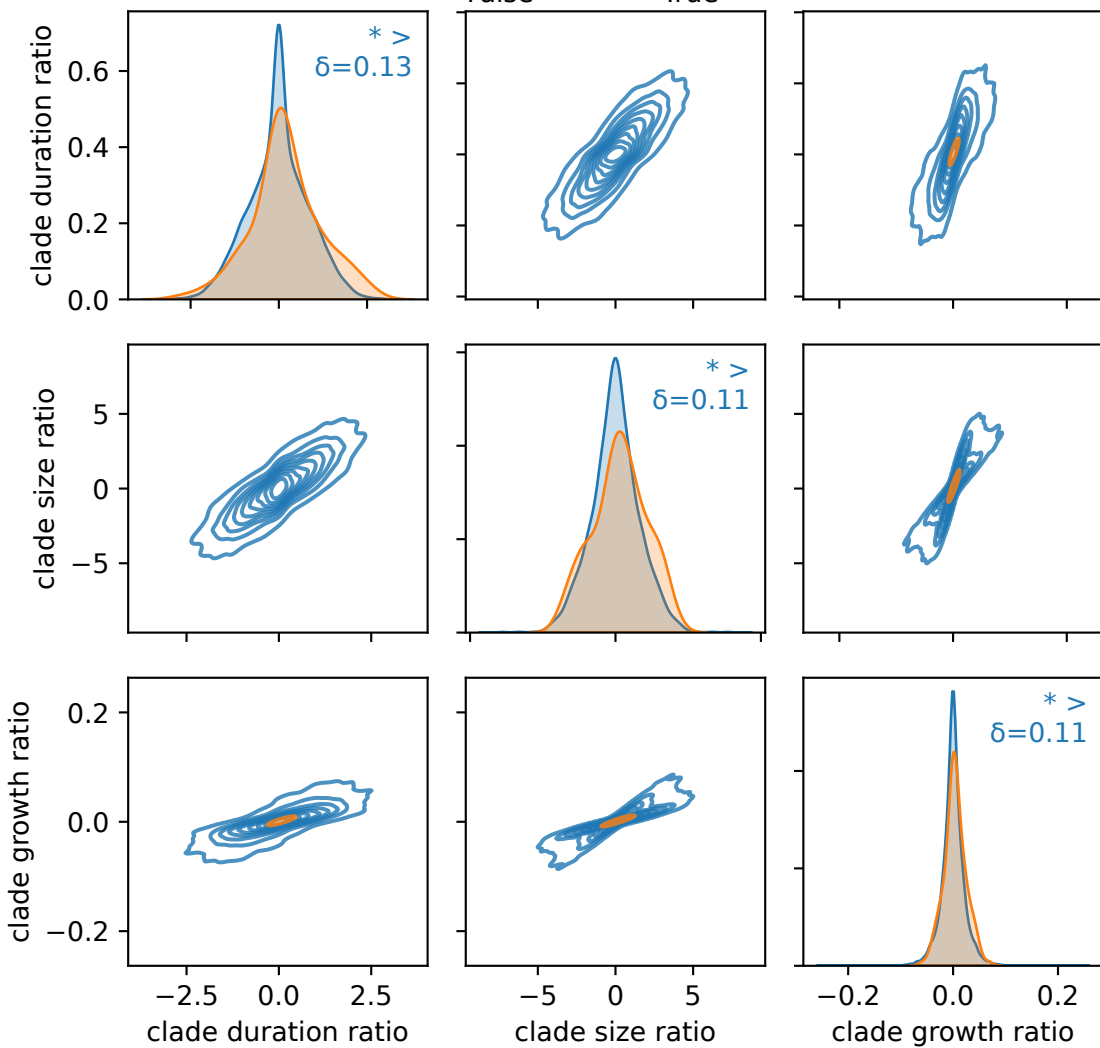 * >
δ=0.13
clade duration ratio
0.6
0.4
0.2
0.0
* >
δ=0.11
clade size ratio
5
0
−5
−5
0
* >
δ=0.11
clade growth ratio
0.2
0.0
−0.2
−2.5 0.0 2.5
−5 0 5
−0.2 0.0 0.2
clade duration ratio
clade size ratio
clade growth ratio